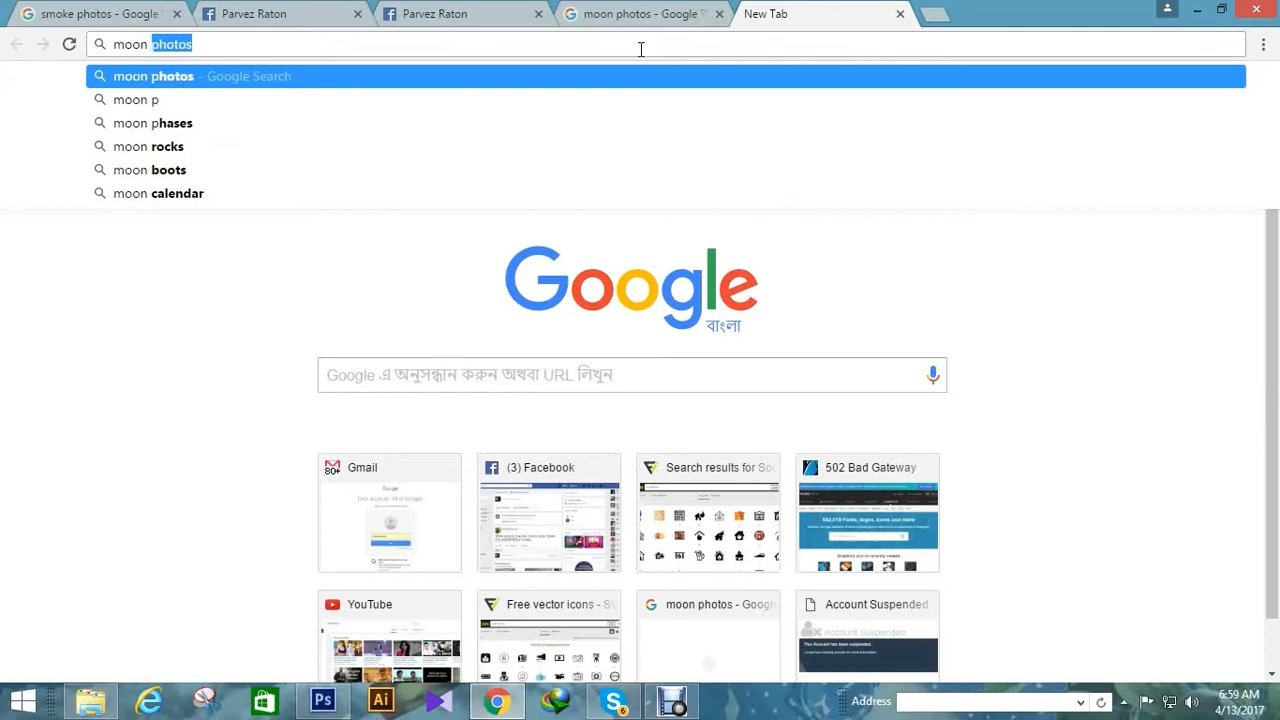 smoke photos - Google স
Parvez Raton
Parvez Raton
moon photos - Google স
New Tab
moon photos
moon photos - Google Search
moon p
moon phases
moon rocks
moon boots
moon calendar
Google
বাংলা
Google এ অনুসন্ধান করুন অথবা URL লিখুন
Gmail
(3) Facebook
Search results for So
502 Bad Gateway
YouTube
Free vector icons - SV
moon photos - Googl
Account Suspended
Account Suspended
Address
6:59 AM
4/13/2017